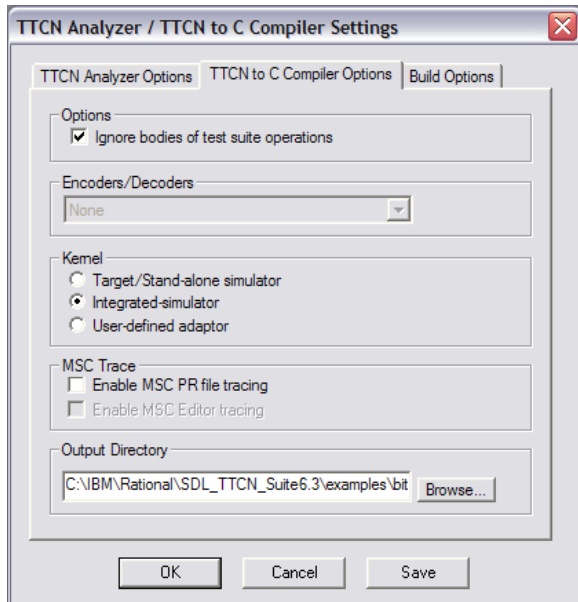 TTCN Analyzer / TTCN to C Compiler Settings
TTCN Analyzer Options TTCN to C Compiler Options Build Options
Options
Ignore bodies of test suite operations
Encoders/Decoders
None
Kernel
Target/Stand-alone simulator
Integrated-simulator
User-defined adaptor
MSC Trace
Enable MSC PR file tracing
Enable MSC Editor tracing
Output Directory
C:\IBM\Rational\SDL_TTCN_Suite6.3\examples\bit Browse...
OK Cancel Save